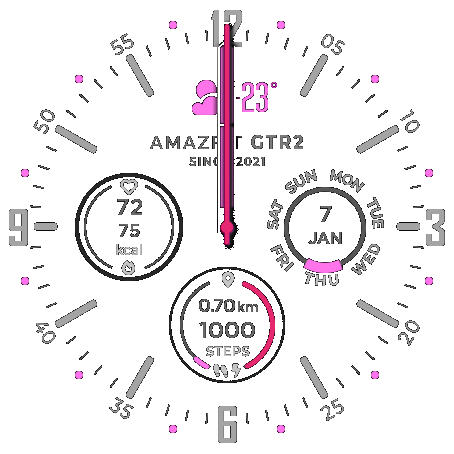 12
55
05
-23°
50
10
AMAZFIT GTR2
SINCE 2021
SAT SUN MON TUE WED THU FRI
72
75
kcal
7
JAN
9
3
0.70 km
1000
STEPS
40
20
35
25
6